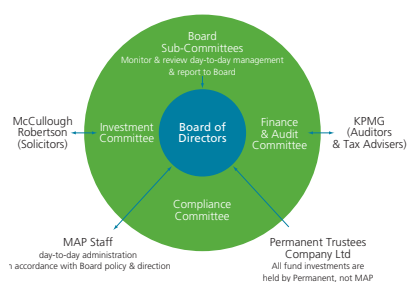 Board
Sub-Committees
Monitor & review day-to-day management
& report to Board
McCullough
Robertson
(Solicitors)
Investment
Committee
Board of
Directors
Finance
& Audit
Committee
KPMG
(Auditors
& Tax Advisers)
Compliance
Committee
MAP Staff
day-to-day administration
accordance with Board policy & direction
Permanent Trustees
Company Ltd
All fund investments are
held by Permanent, not MAP